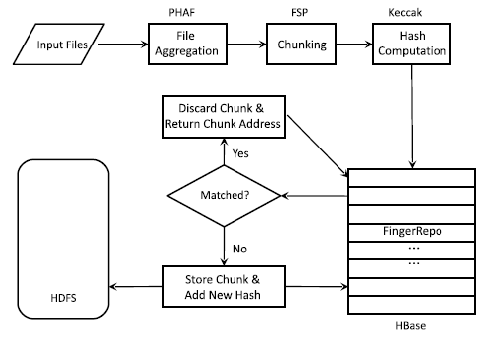 PHAF
FSP
Keccak
Input Files
File
Aggregation
Chunking
Hash
Computation
Discard Chunk &
Return Chunk Address
Yes
Matched?
No
FingerRepo
...
...
Store Chunk &
Add New Hash
HDFS
HBase